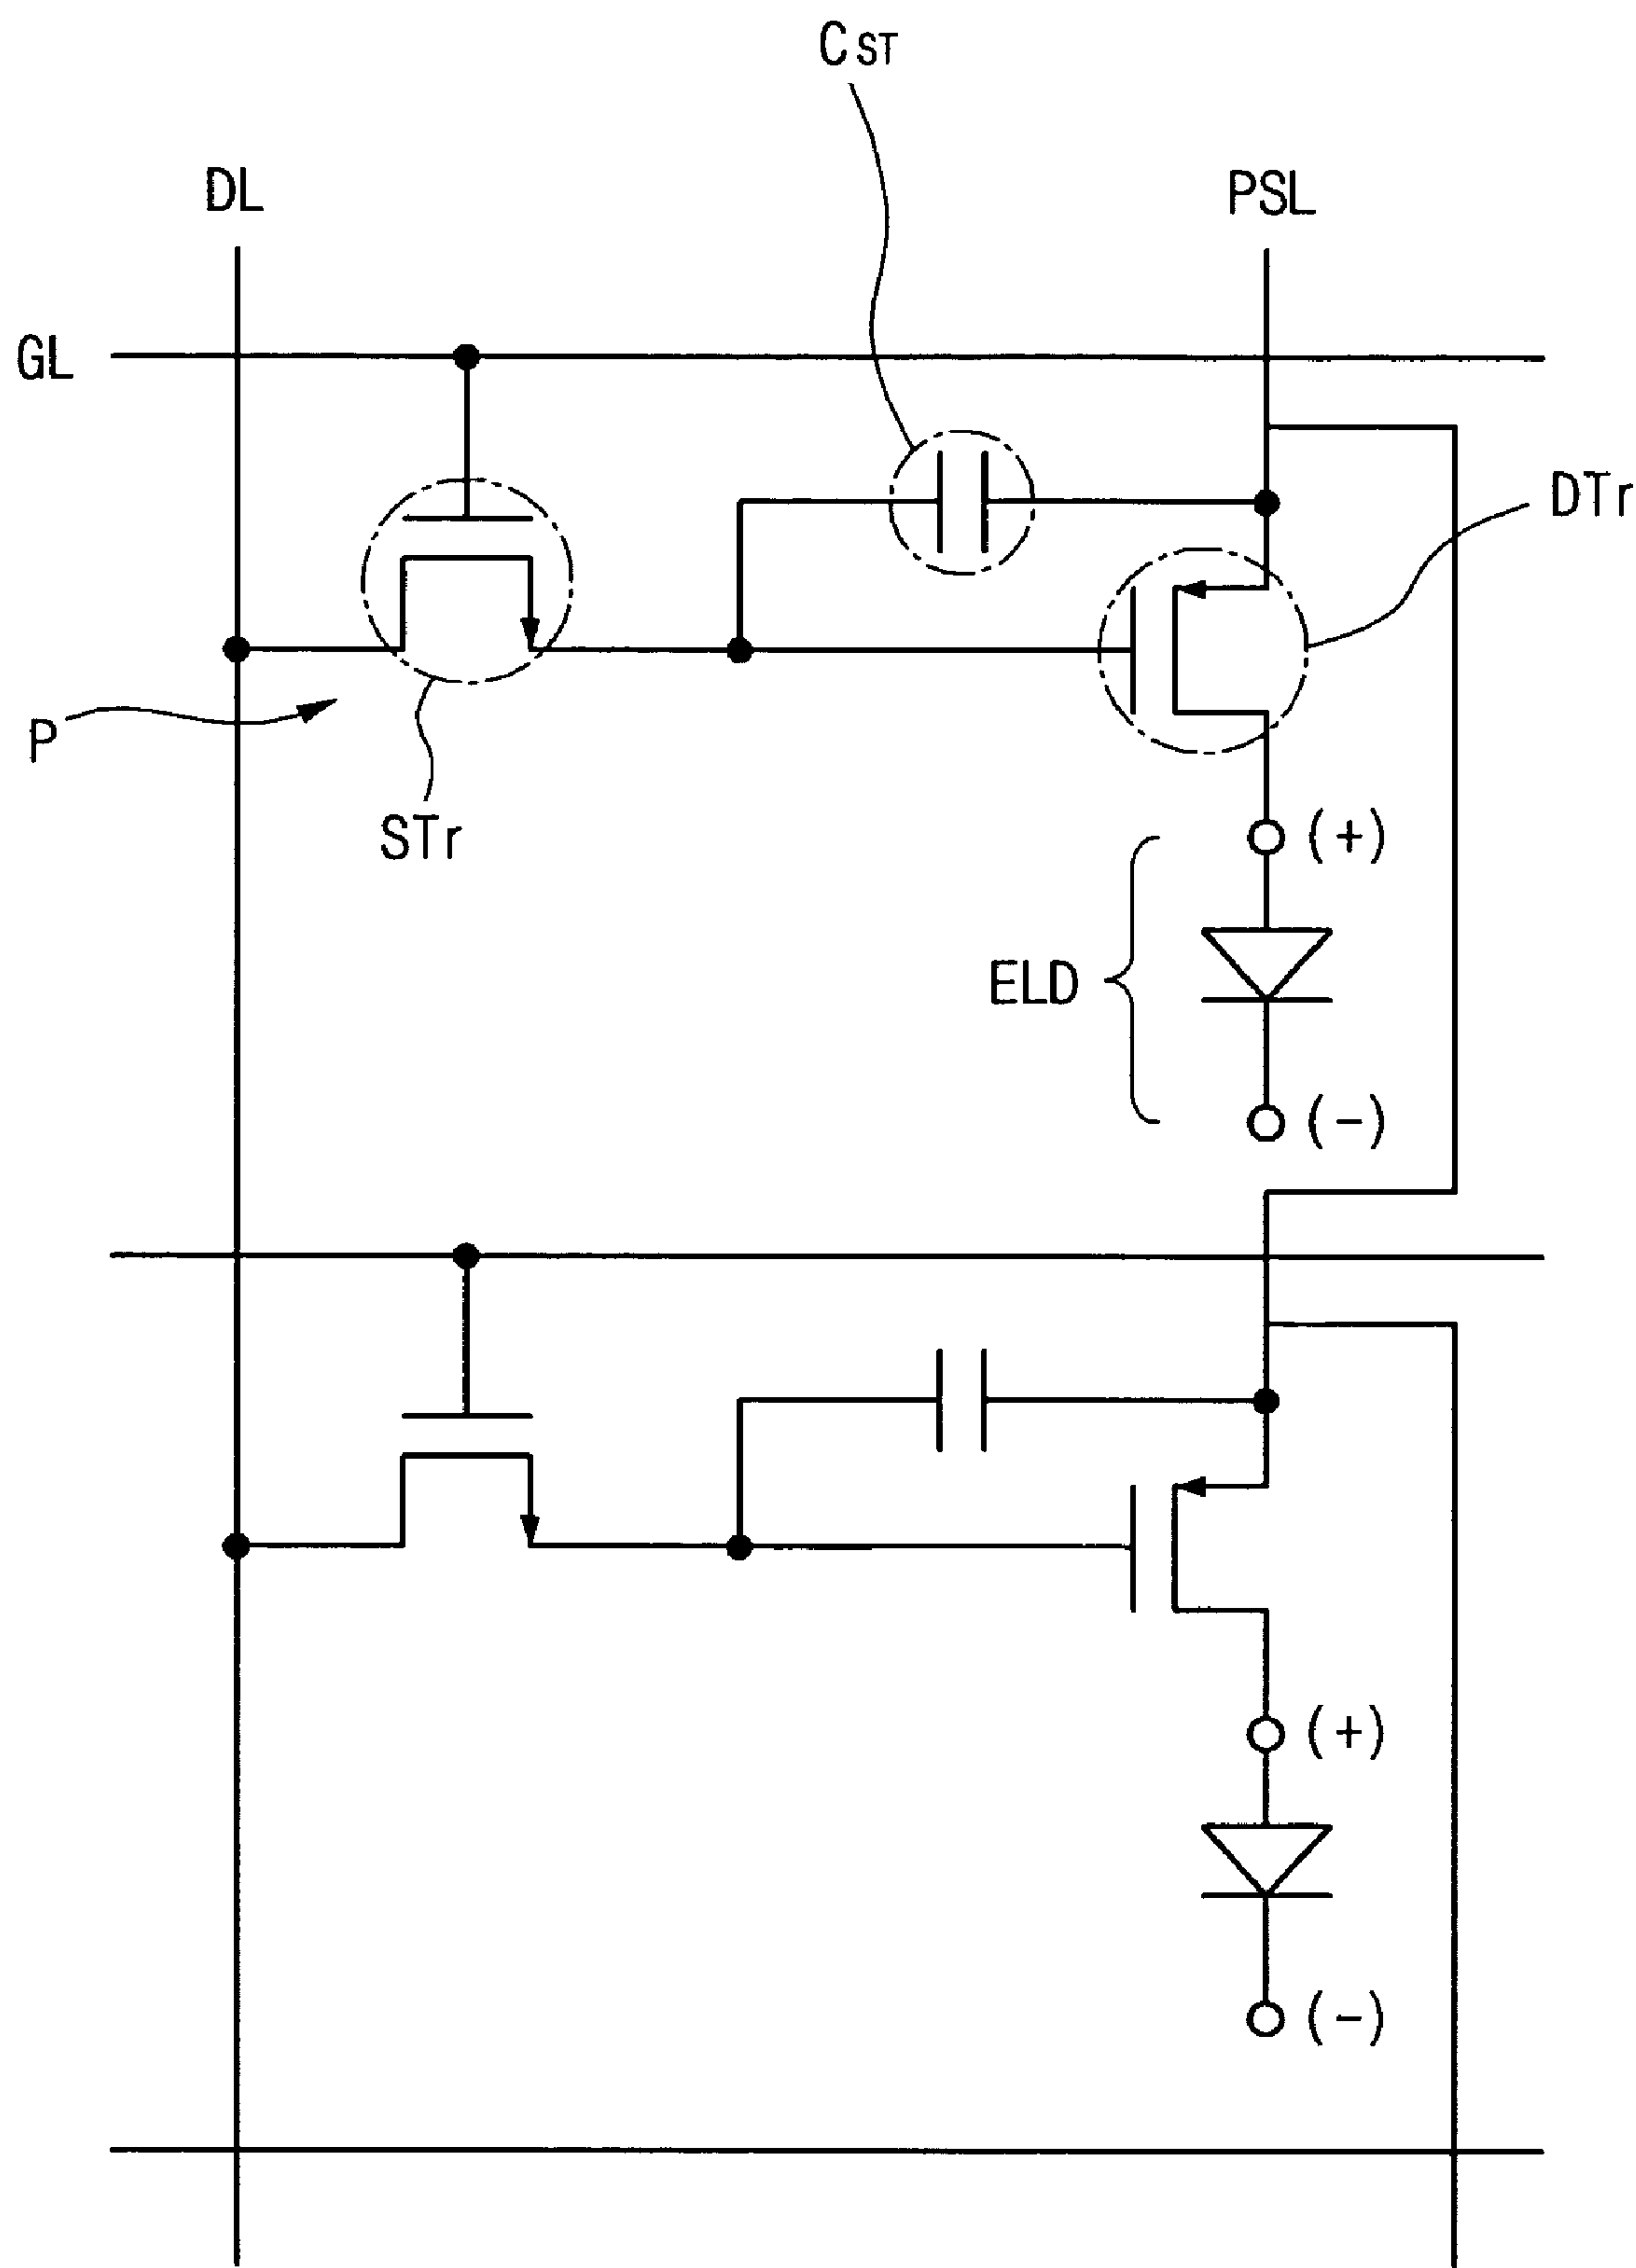 CST
DL
PSL
GL
DTr
P
STr
(+)
ELD
(-)
(+)
(-)